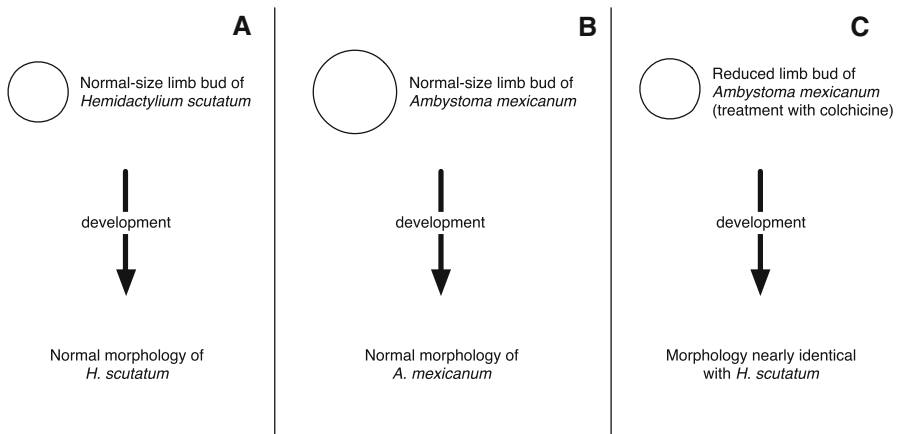 A
Normal-size limb bud of
Hemidactylium scutatum
development
Normal morphology of
H. scutatum
B
Normal-size limb bud of
Ambystoma mexicanum
development
Normal morphology of
A. mexicanum
C
Reduced limb bud of
Ambystoma mexicanum
(treatment with colchicine)
development
Morphology nearly identical
with H. scutatum